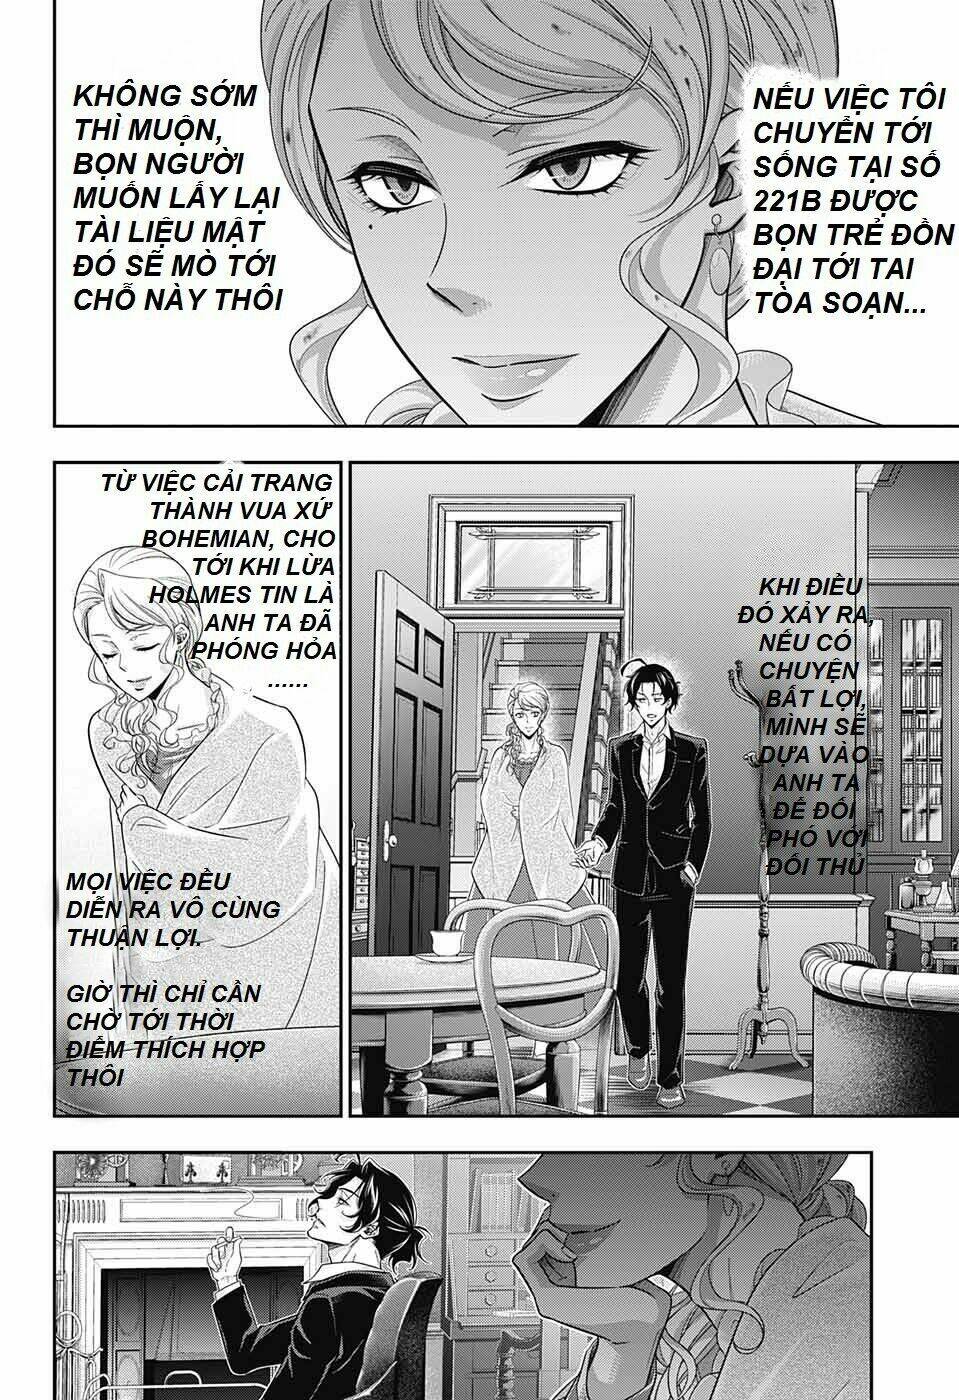 NẾU VIỆC TÔI
CHUYỂN TỚI
SỐNG TẠI SỐ
221B ĐƯỢC
BỌN TRẺ ĐỒN
ĐẠI TỚI TAI
TÒA SOẠN...
KHÔNG SỚM
THÌ MUỘN,
BỌN NGƯỜI
MUỐN LẤY LẠI
TÀI LIỆU MẬT
ĐÓ SẼ MÒ TỚI
CHỖ NÀY THÔI
KHI ĐIỀU
ĐÓ XẢY RA,
NẾU CÓ
CHUYỆN
BẤT LỢI,
MÌNH SẼ
DỰA VÀO
ANH TA
ĐỂ ĐỐI
PHÓ VỚI
ĐỐI THỦ
TỪ VIỆC CẢI TRANG
THÀNH VUA XỨ
BOHEMIAN, CHO
TỚI KHI LỪA
HOLMES TIN LÀ
ANH TA ĐÃ
PHÓNG HỎA
......
MỌI VIỆC ĐỀU
DIỄN RA VÔ CÙNG
THUẬN LỢI.
GIỜ THÌ CHỈ CẦN
CHỜ TỚI THỜI
ĐIỂM THÍCH HỢP
THÔI